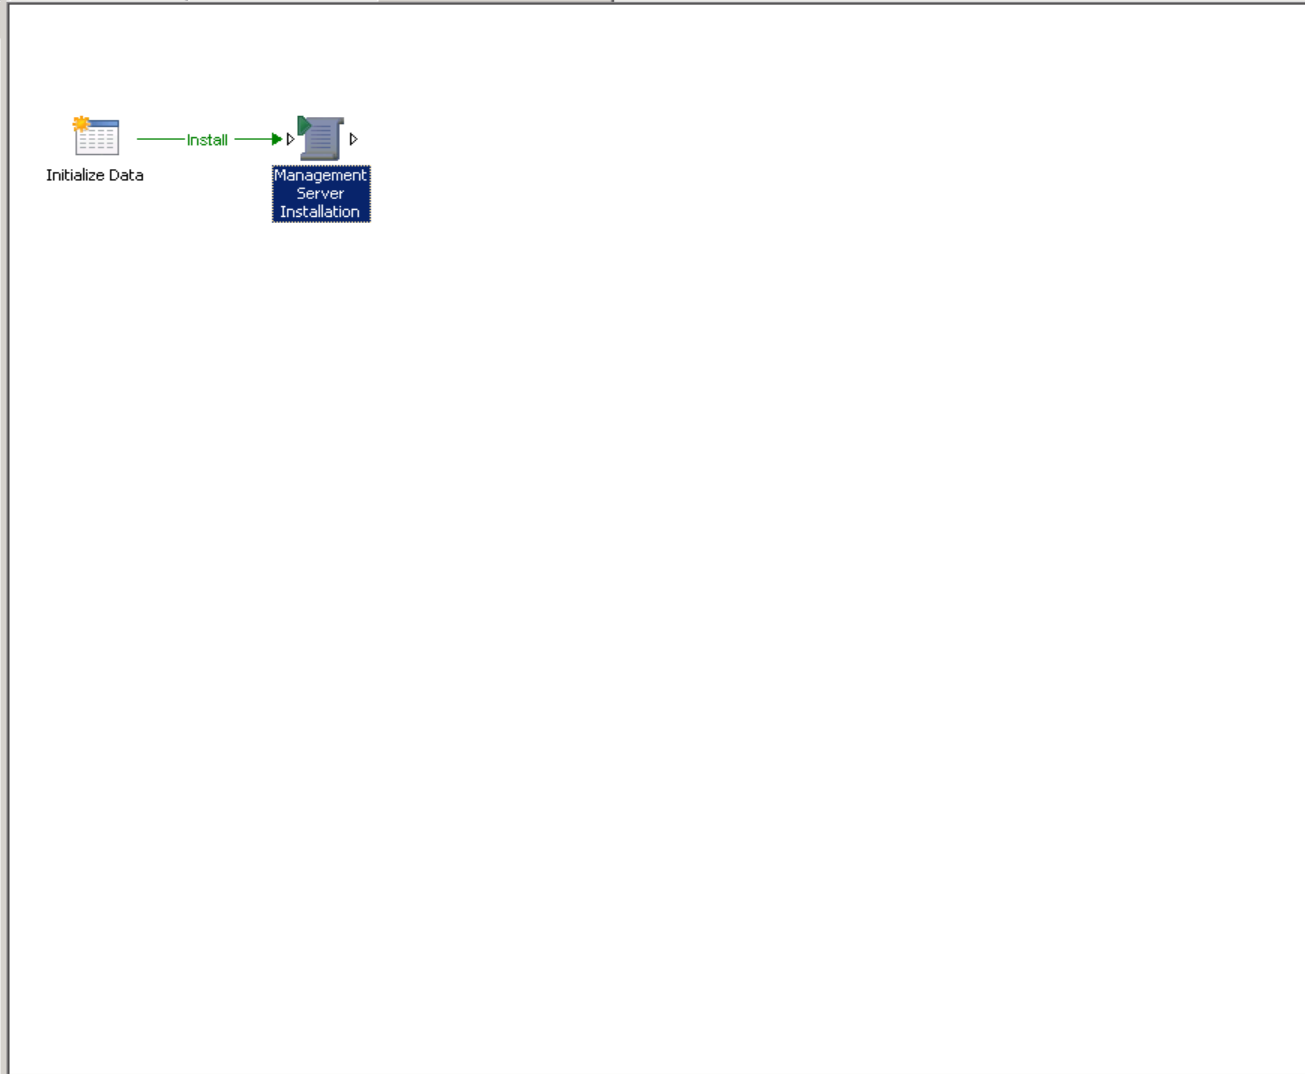 Install
Initialize Data
Management
Server
Installation